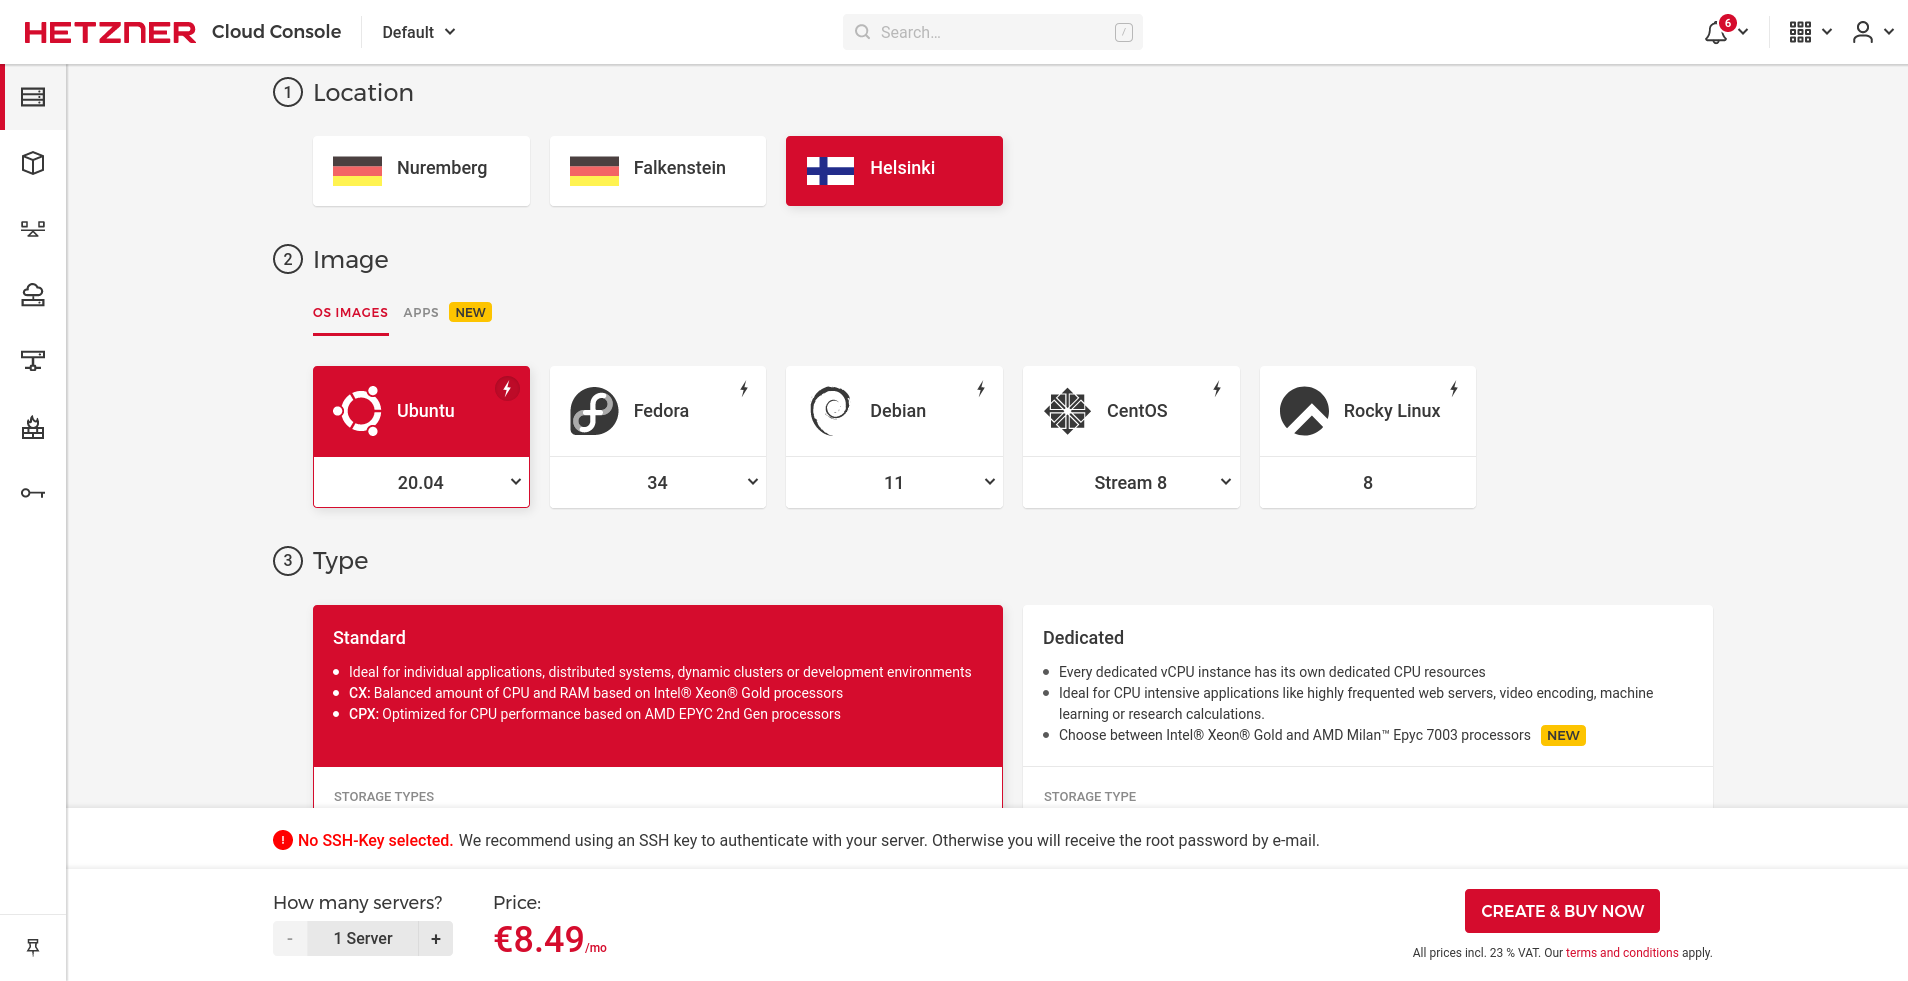 HETZNER Cloud Console Default Search... / 6
1 Location
Nuremberg Falkenstein Helsinki
2 Image
OS IMAGES APPS NEW
Ubuntu Fedora Debian CentOS Rocky Linux
20.04 34 11 Stream 8 8
3 Type
Standard
Ideal for individual applications, distributed systems, dynamic clusters or development environments
CX: Balanced amount of CPU and RAM based on Intel® Xeon® Gold processors
CPX: Optimized for CPU performance based on AMD EPYC 2nd Gen processors
STORAGE TYPES
Dedicated
Every dedicated vCPU instance has its own dedicated CPU resources
Ideal for CPU intensive applications like highly frequented web servers, video encoding, machine
learning or research calculations.
Choose between Intel® Xeon® Gold and AMD Milan™ Epyc 7003 processors NEW
STORAGE TYPE
! No SSH-Key selected. We recommend using an SSH key to authenticate with your server. Otherwise you will receive the root password by e-mail.
How many servers?
- 1 Server +
Price:
€8.49/mo
CREATE & BUY NOW
All prices incl. 23 % VAT. Our terms and conditions apply.